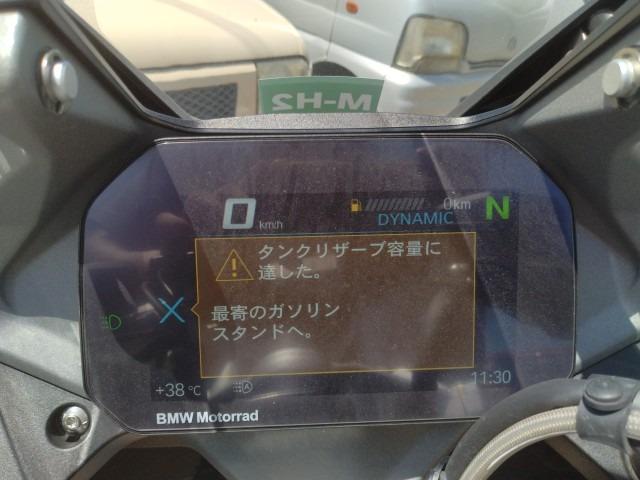 M-HS
0 km/h
0km
DYNAMIC
N
タンクリザーブ容量に
達した。
最寄のガソリン
スタンドへ。
+38 ℃
A
11:30
BMW Motorrad